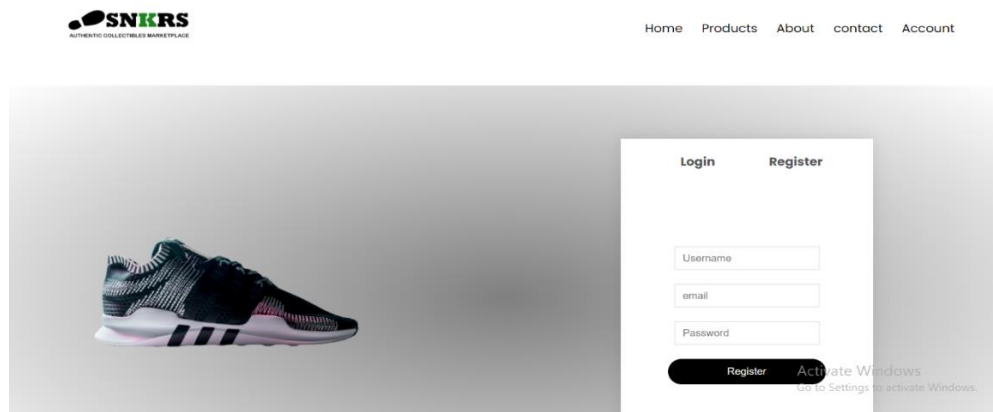 SNKRS
AUTHENTIC COLLECTIBLES MARKETPLACE
Home Products About contact Account
Login Register
Username
email
Password
Register
Activate Windows
Go to Settings to activate Windows.